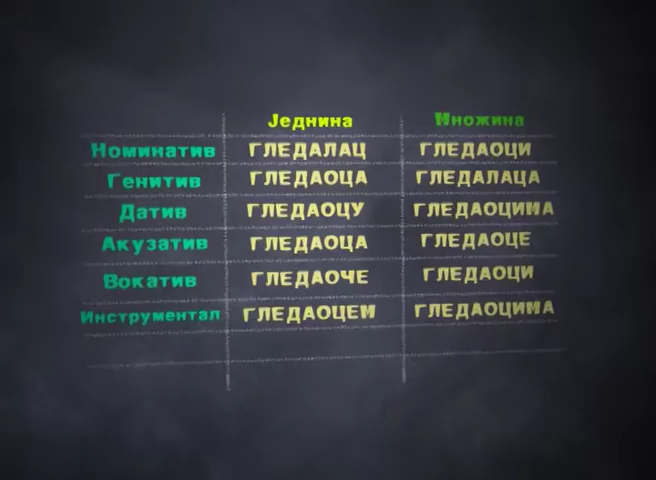 Једнина Множина
Номинатив ГЛЕДАЛАЦ ГЛЕДАОЦИ
Генитив ГЛЕДАОЦА ГЛЕДАЛАЦА
Датив ГЛЕДАОЦУ ГЛЕДАОЦИМА
Акузатив ГЛЕДАОЦА ГЛЕДАОЦЕ
Вокатив ГЛЕДАОЧЕ ГЛЕДАОЦИ
Инструментал ГЛЕДАОЦЕМ ГЛЕДАОЦИМА